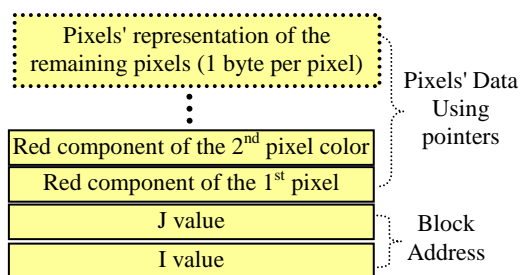 Pixels' representation of the
remaining pixels (1 byte per pixel)
Pixels' Data
Using
pointers
Red component of the 2nd pixel color
Red component of the 1st pixel
J value
I value
Block
Address